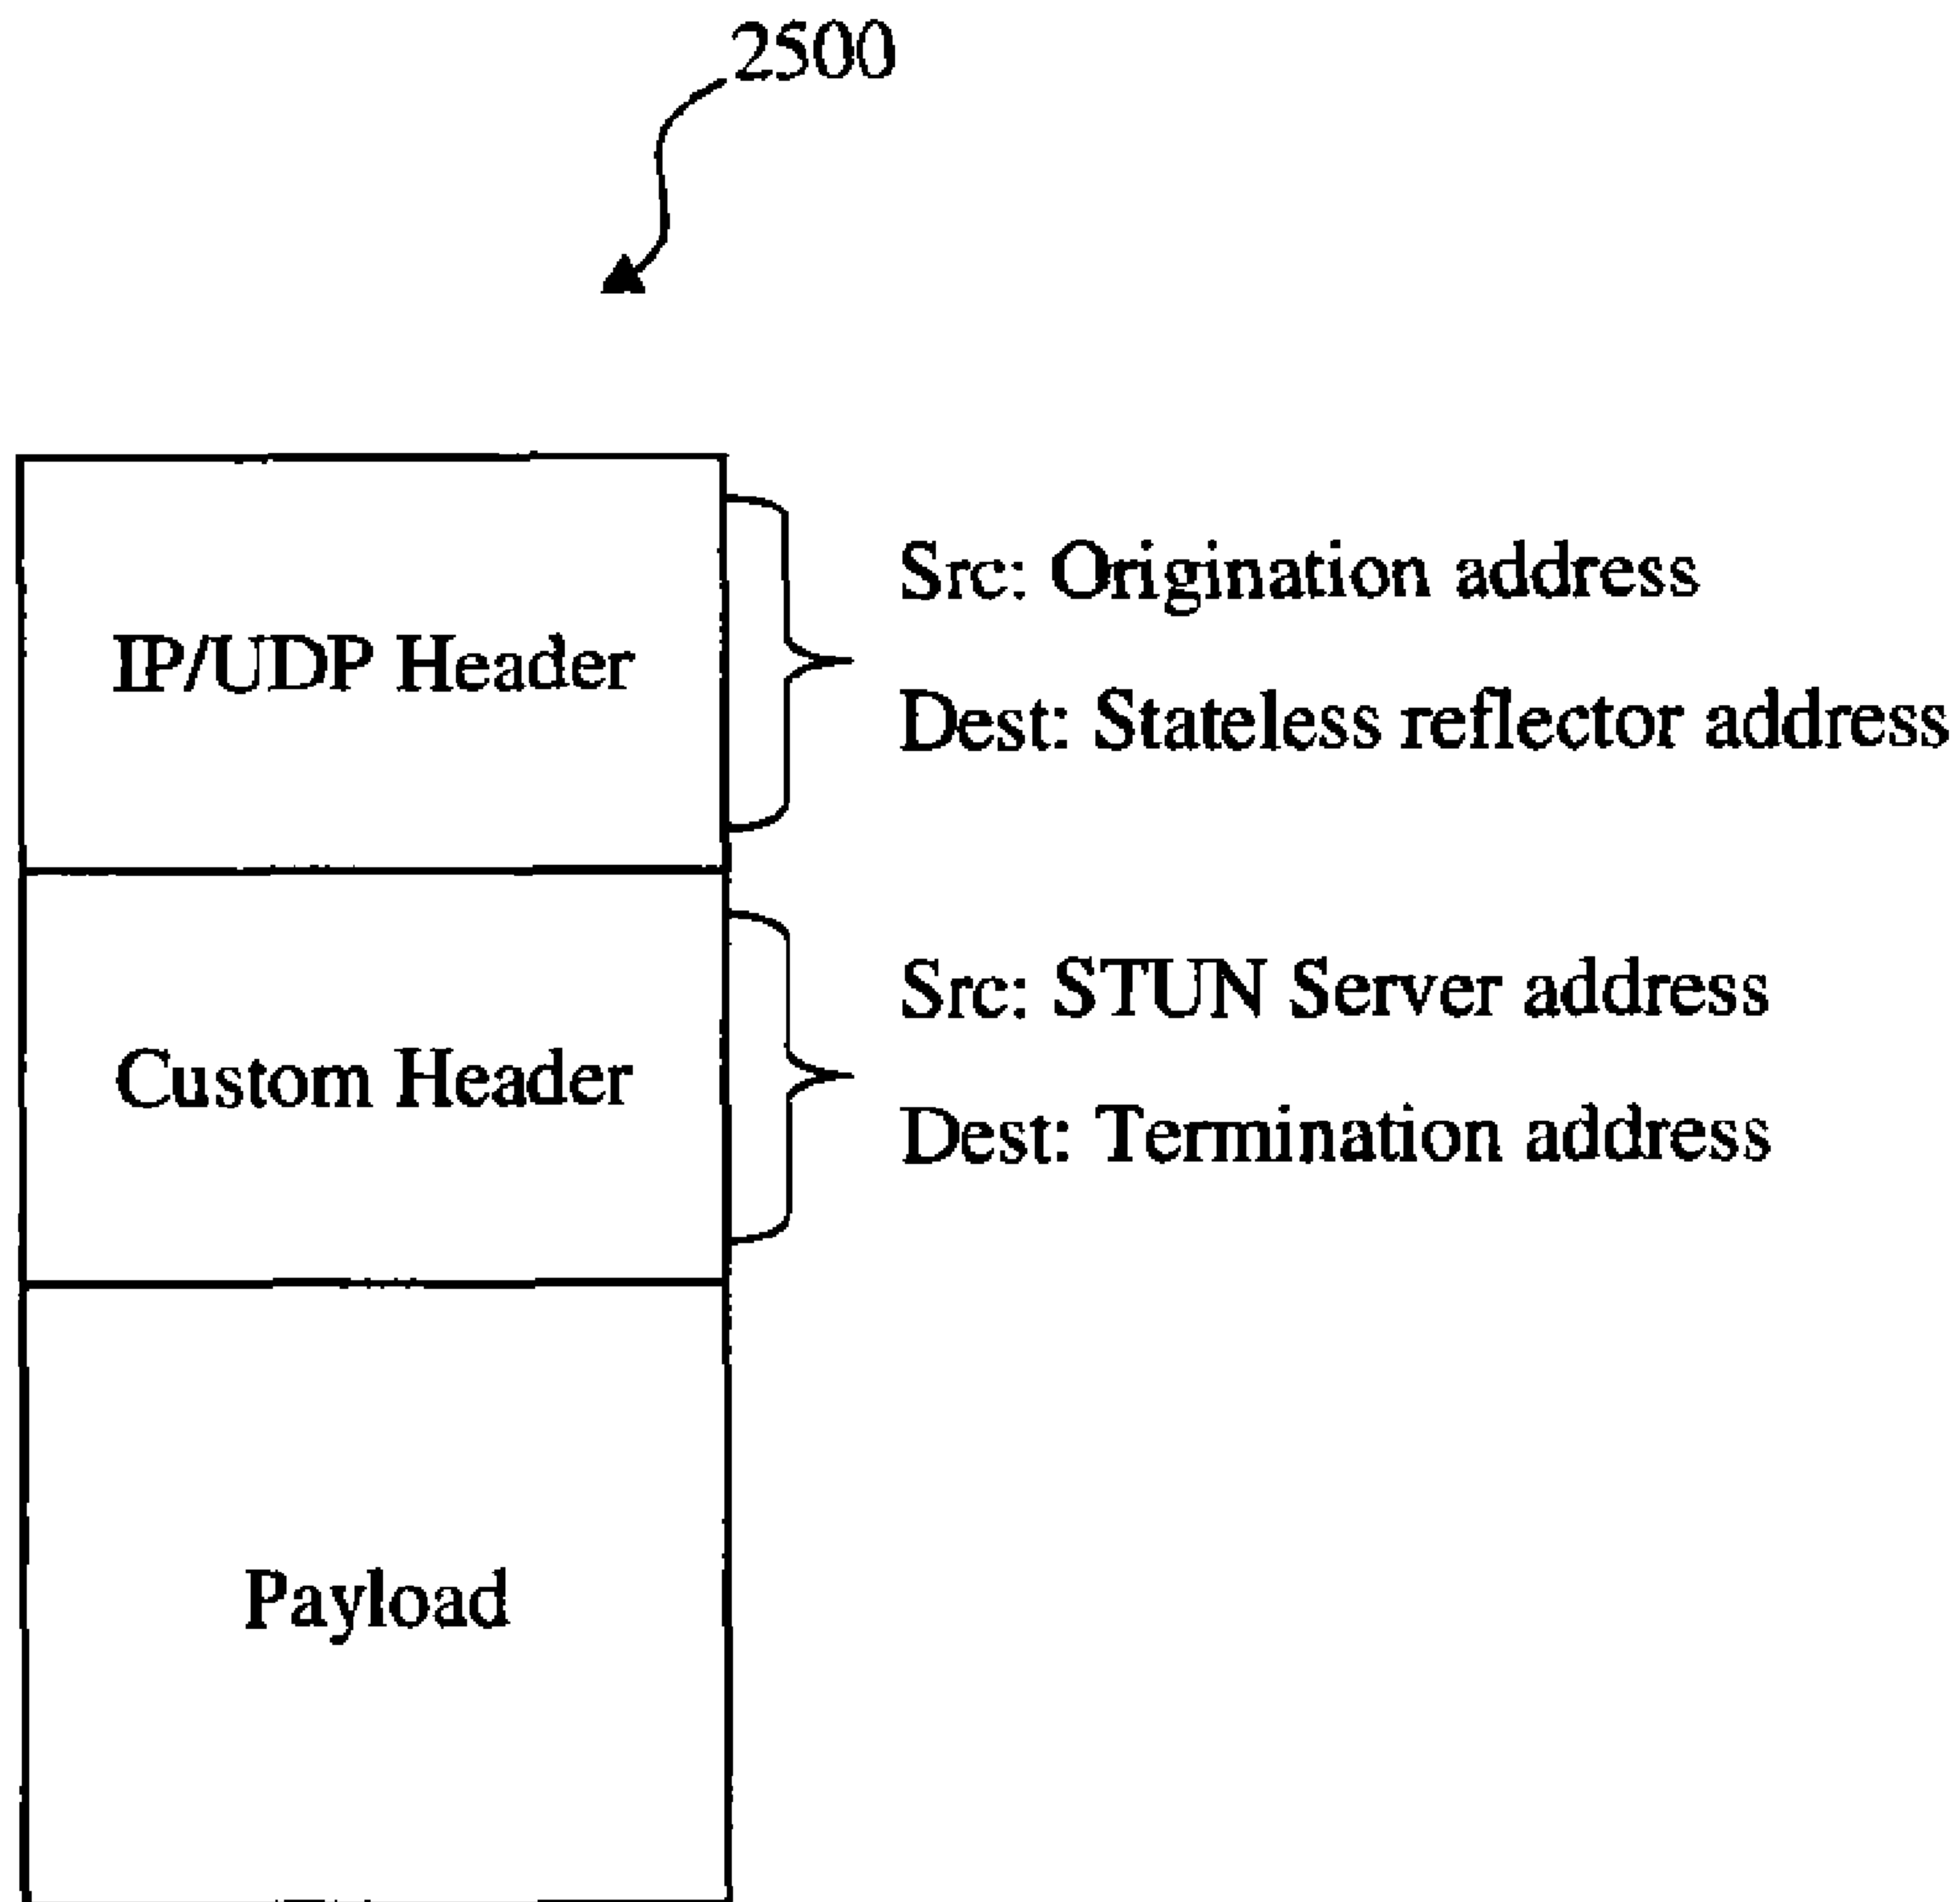 2500
IP/UDP Header
Src: Origination address
Dest: Stateless reflector address
Custom Header
Src: STUN Server address
Dest: Termination address
Payload